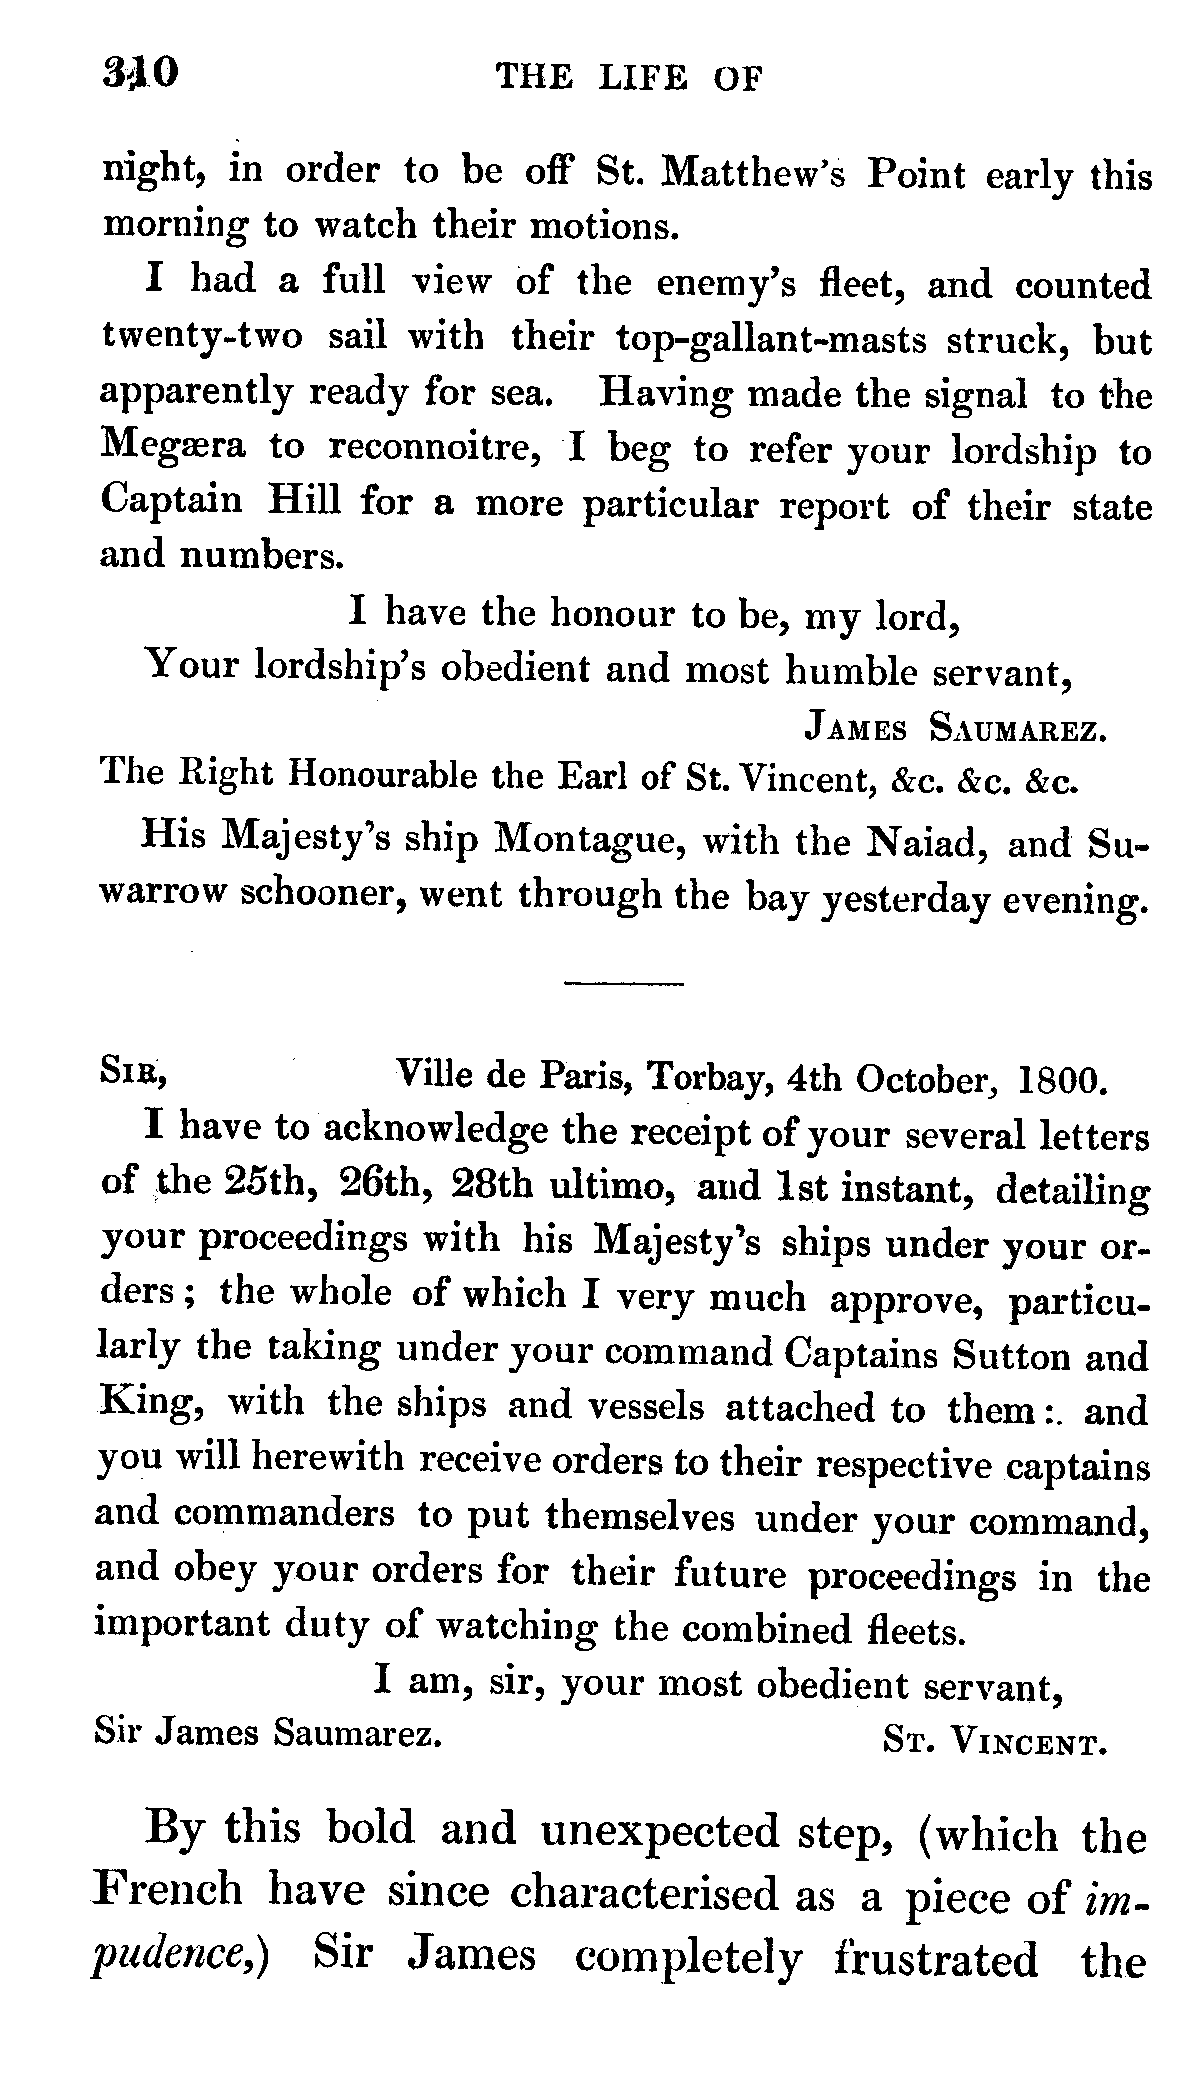 310 THE LIFE OF
night, in order to be off St. Matthew's Point early this
morning to watch their motions.
I had a full view of the enemy's fleet, and counted
twenty-two sail with their top-gallant-masts struck, but
apparently ready for sea. Having made the signal to the
Megæra to reconnoitre, I beg to refer your lordship to
Captain Hill for a more particular report of their state
and numbers.
I have the honour to be, my lord,
Your lordship's obedient and most humble servant,
JAMES SAUMAREZ.
The Right Honourable the Earl of St. Vincent, &c. &c. &c.
His Majesty's ship Montague, with the Naiad, and Su-
warrow schooner, went through the bay yesterday evening.
SIR, Ville de Paris, Torbay, 4th October, 1800.
I have to acknowledge the receipt of your several letters
of the 25th, 26th, 28th ultimo, and 1st instant, detailing
your proceedings with his Majesty's ships under your or-
ders; the whole of which I very much approve, particu-
larly the taking under your command Captains Sutton and
King, with the ships and vessels attached to them:. and
you will herewith receive orders to their respective captains
and commanders to put themselves under your command,
and obey your orders for their future proceedings in the
important duty of watching the combined fleets.
I am, sir, your most obedient servant,
Sir James Saumarez. ST. VINCENT.
By this bold and unexpected step, (which the
French have since characterised as a piece of im-
pudence,) Sir James completely frustrated the